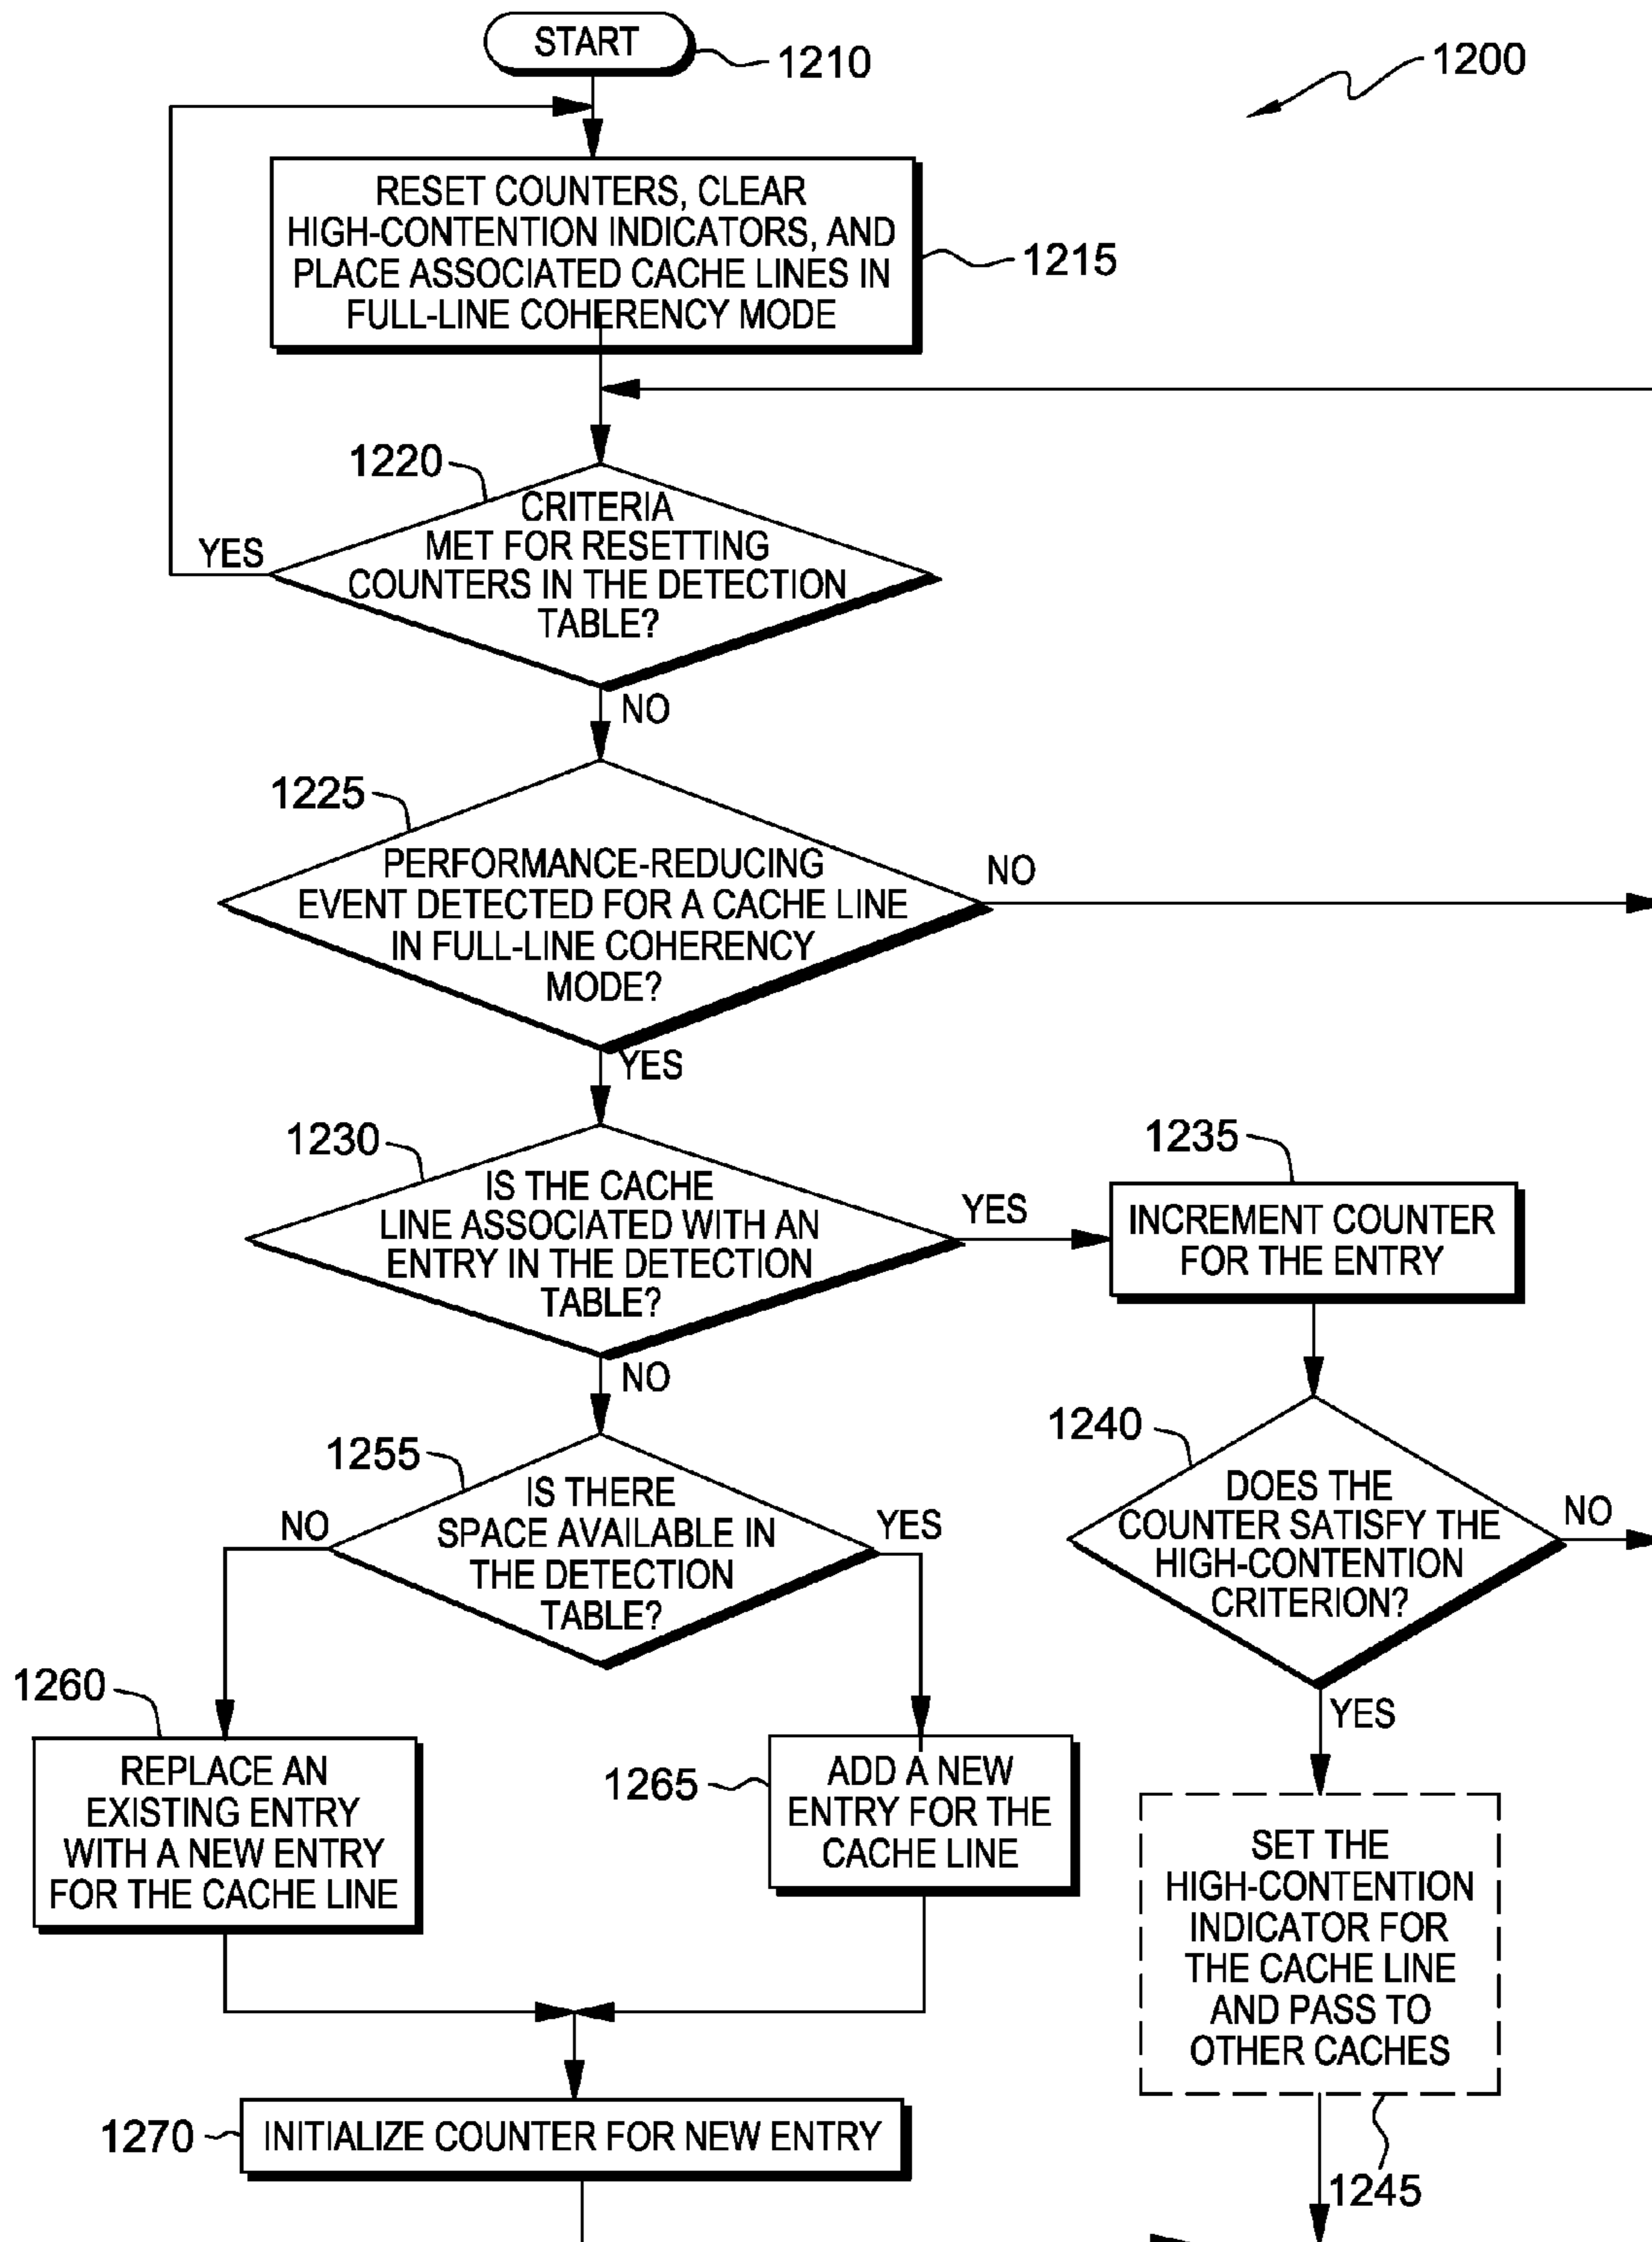 START
1210
1200
RESET COUNTERS, CLEAR
HIGH-CONTENTION INDICATORS, AND
PLACE ASSOCIATED CACHE LINES IN
FULL-LINE COHERENCY MODE
1215
1220
CRITERIA
MET FOR RESETTING
COUNTERS IN THE DETECTION
TABLE?
YES
NO
1225
PERFORMANCE-REDUCING
EVENT DETECTED FOR A CACHE LINE
IN FULL-LINE COHERENCY
MODE?
NO
YES
1230
IS THE CACHE
LINE ASSOCIATED WITH AN
ENTRY IN THE DETECTION
TABLE?
YES
NO
1235
INCREMENT COUNTER
FOR THE ENTRY
1240
DOES THE
COUNTER SATISFY THE
HIGH-CONTENTION
CRITERION?
NO
YES
1255
IS THERE
SPACE AVAILABLE IN
THE DETECTION
TABLE?
NO
YES
1260
REPLACE AN
EXISTING ENTRY
WITH A NEW ENTRY
FOR THE CACHE LINE
1265
ADD A NEW
ENTRY FOR THE
CACHE LINE
SET THE
HIGH-CONTENTION
INDICATOR FOR
THE CACHE LINE
AND PASS TO
OTHER CACHES
1245
1270
INITIALIZE COUNTER FOR NEW ENTRY